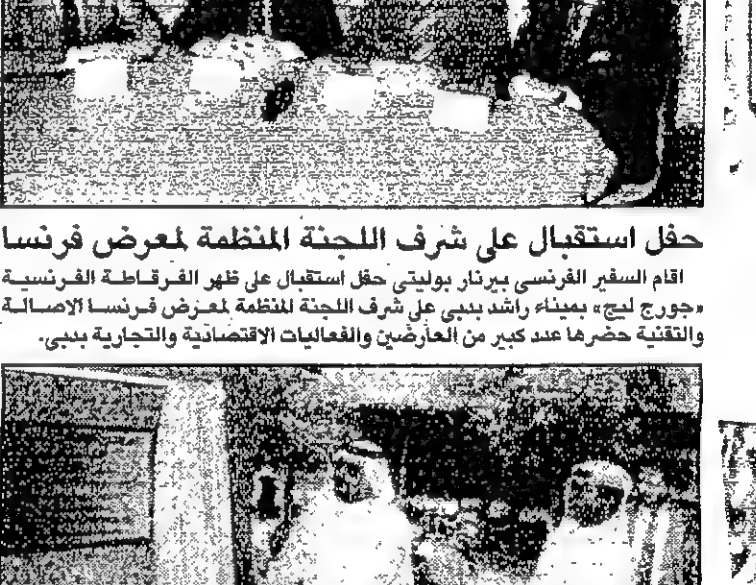 حفل استقبال على شرف اللجنة المنظمة لمعرض فرنسا
اقام السفير الفرنسي بيرنار بوليتي حفل استقبال على ظهر الفرقاطة الفرنسية
«جورج ليج» بميناء راشد بدبي على شرف اللجنة المنظمة لمعرض فرنسا الاصالة
والتقنية حضرها عدد كبير من العارضين والفعاليات الاقتصادية والتجارية بدبي.